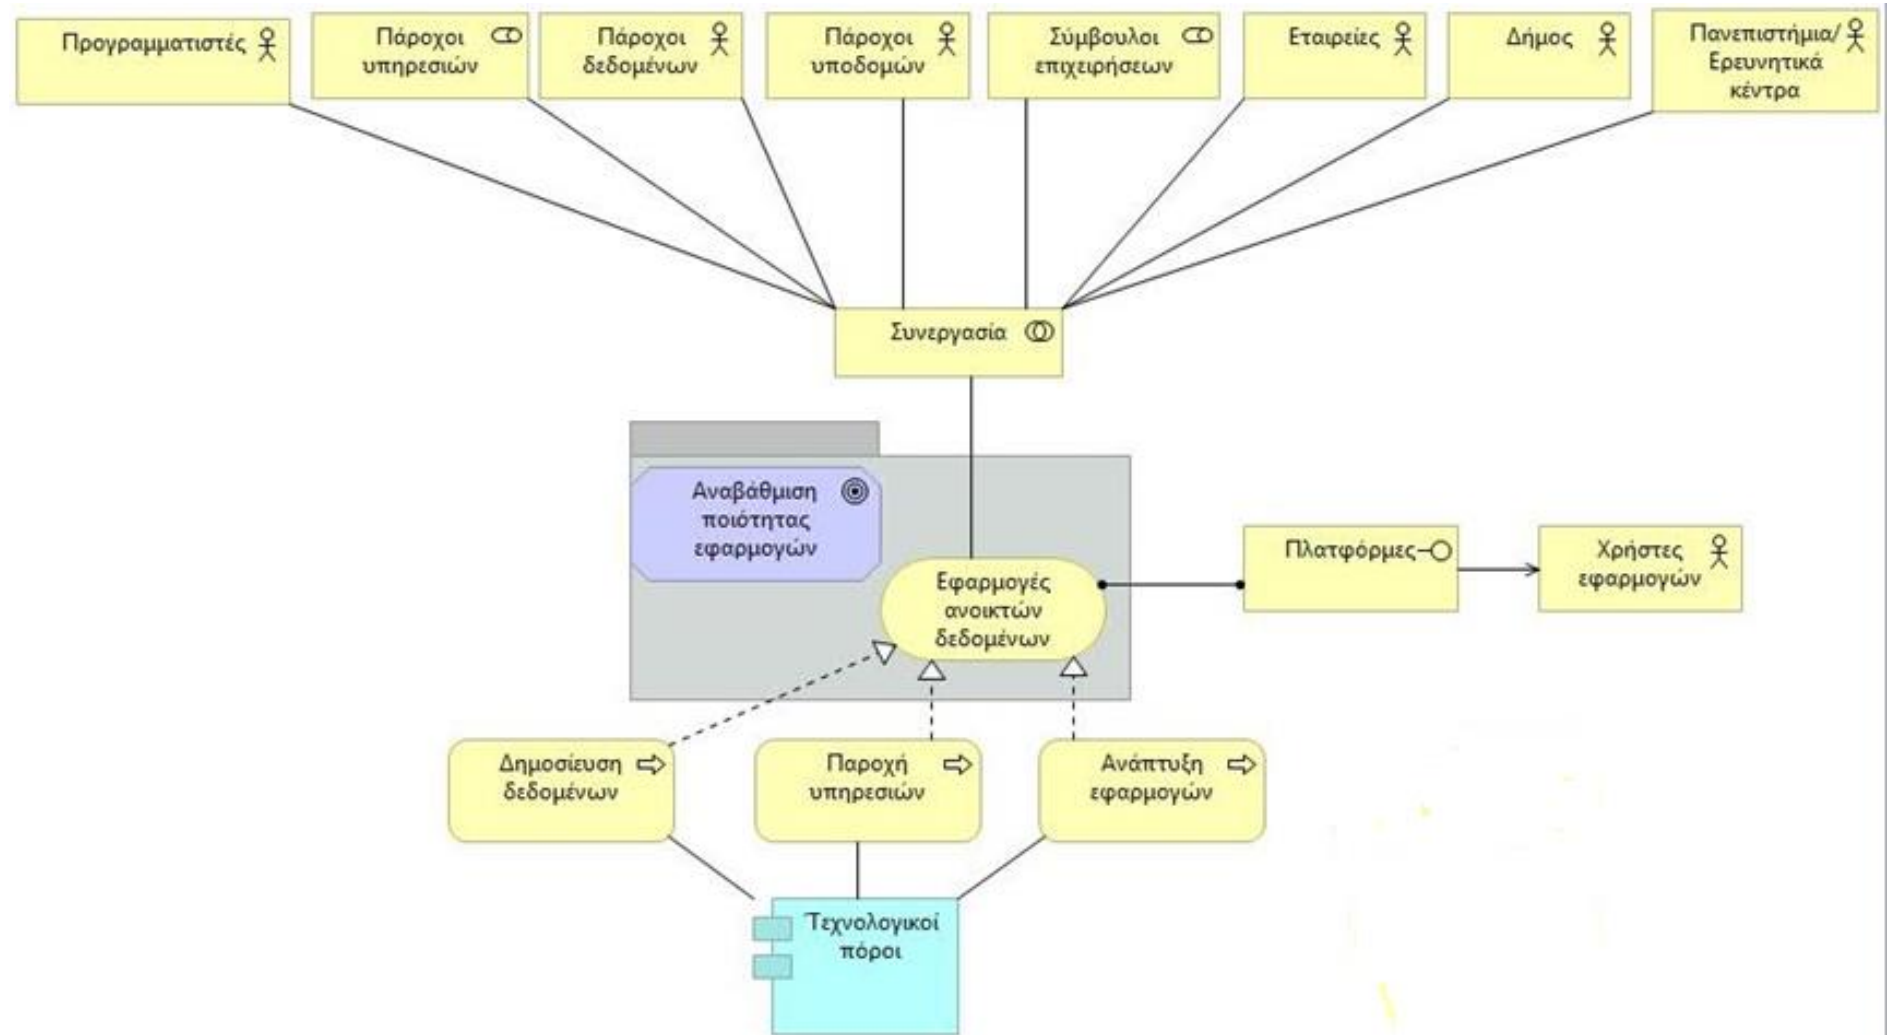 Προγραμματιστές
Πάροχοι
υπηρεσιών
Πάροχοι
δεδομένων
Πάροχοι
υποδομών
Σύμβουλοι
επιχειρήσεων
Εταιρείες
Δήμος
Πανεπιστήμια/
Ερευνητικά
κέντρα
Συνεργασία
Αναβάθμιση
ποιότητας
εφαρμογών
Εφαρμογές
ανοικτών
δεδομένων
Πλατφόρμες
Χρήστες
εφαρμογών
Δημοσίευση
δεδομένων
Παροχή
υπηρεσιών
Ανάπτυξη
εφαρμογών
Τεχνολογικοί
πόροι